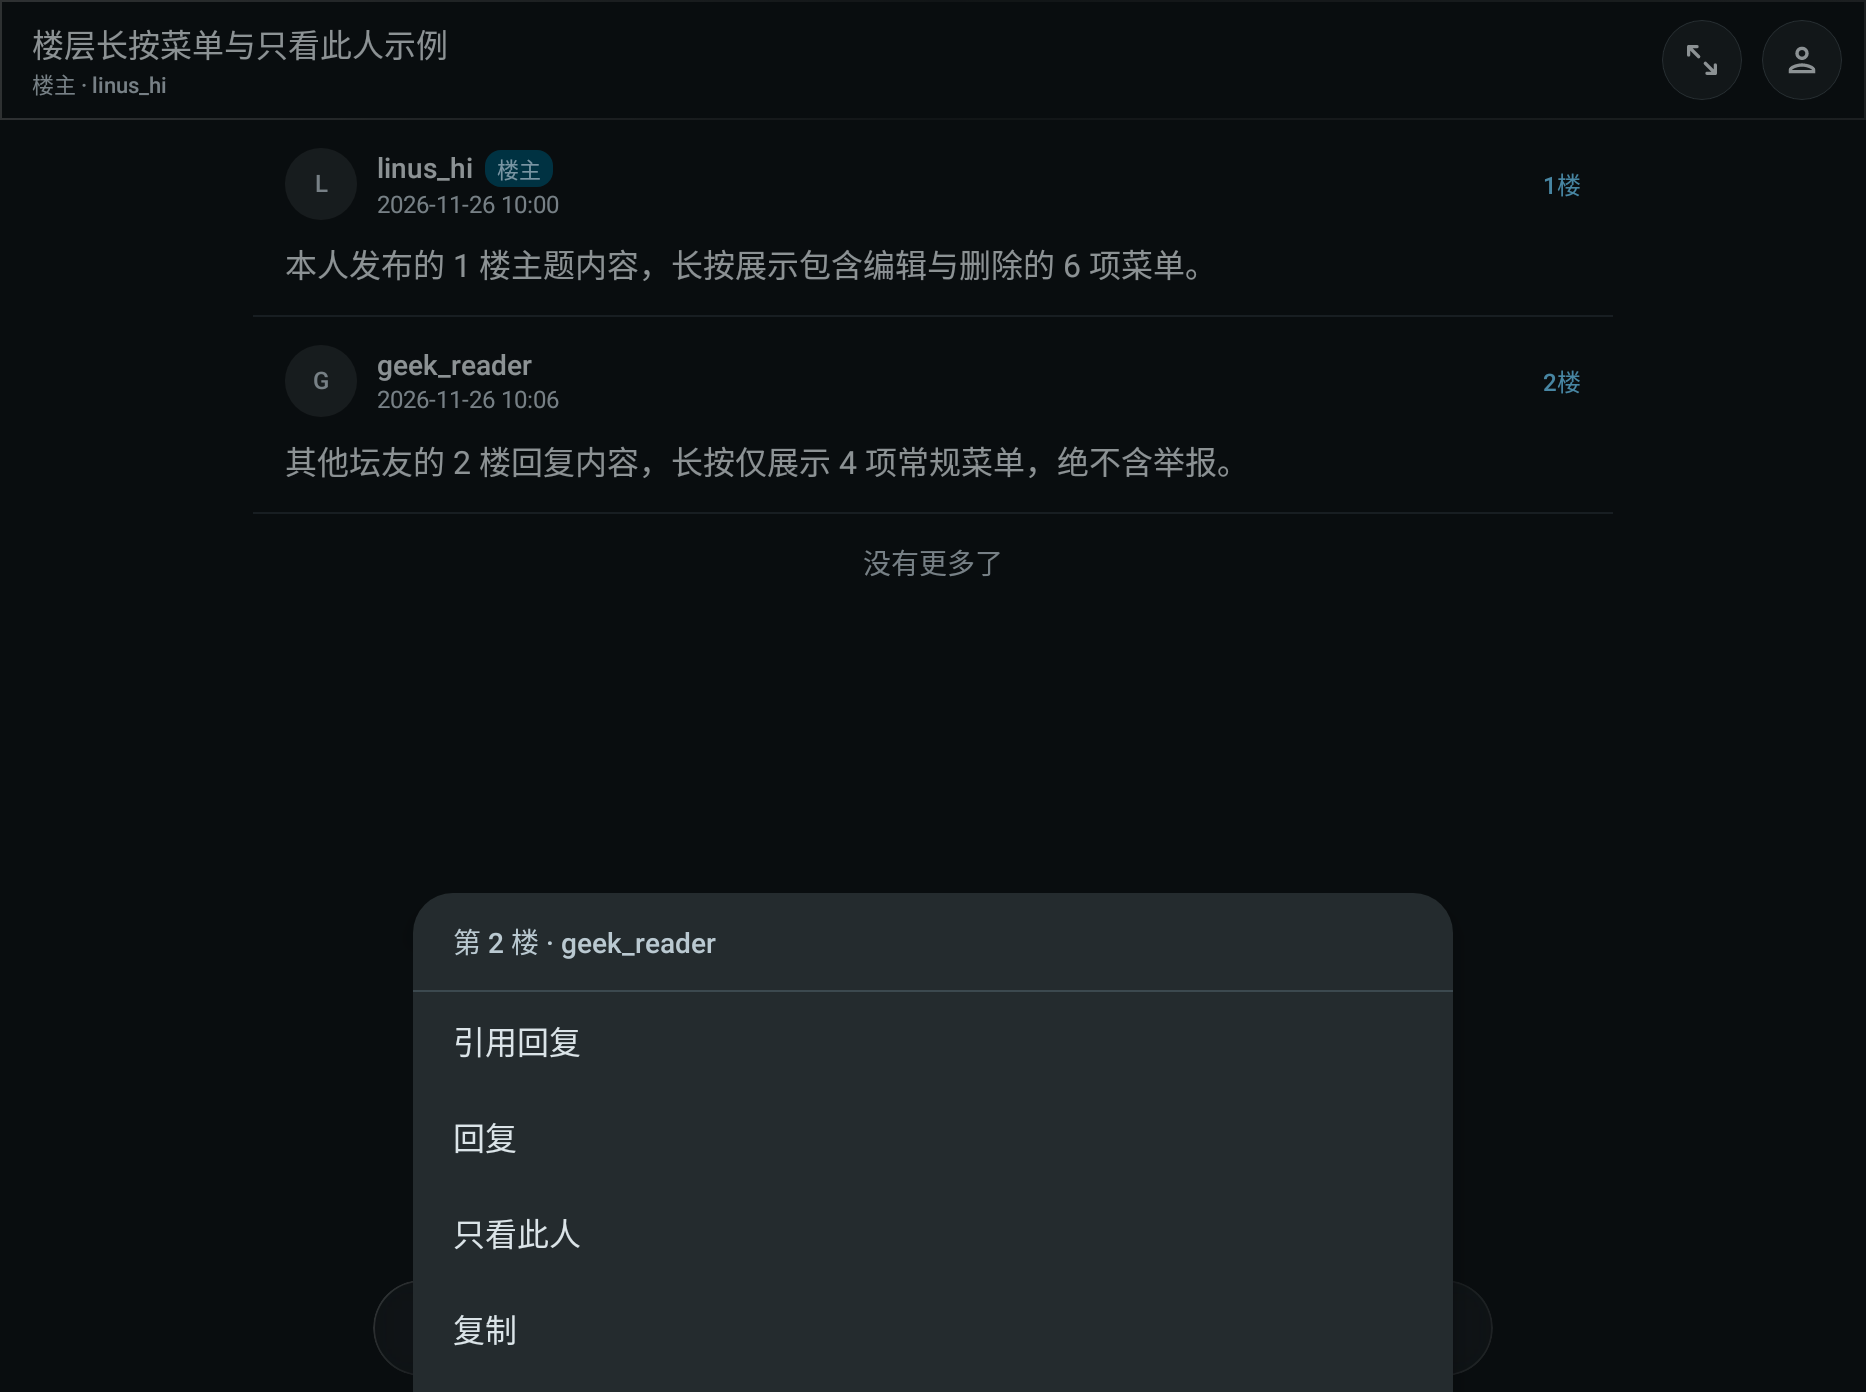 楼层长按菜单与只看此人示例
楼主 · linus_hi
L
linus_hi 楼主
2026-11-26 10:00
1楼
本人发布的 1 楼主题内容，长按展示包含编辑与删除的 6 项菜单。
G
geek_reader
2026-11-26 10:06
2楼
其他坛友的 2 楼回复内容，长按仅展示 4 项常规菜单，绝不含举报。
没有更多了
第 2 楼 · geek_reader
引用回复
回复
只看此人
复制